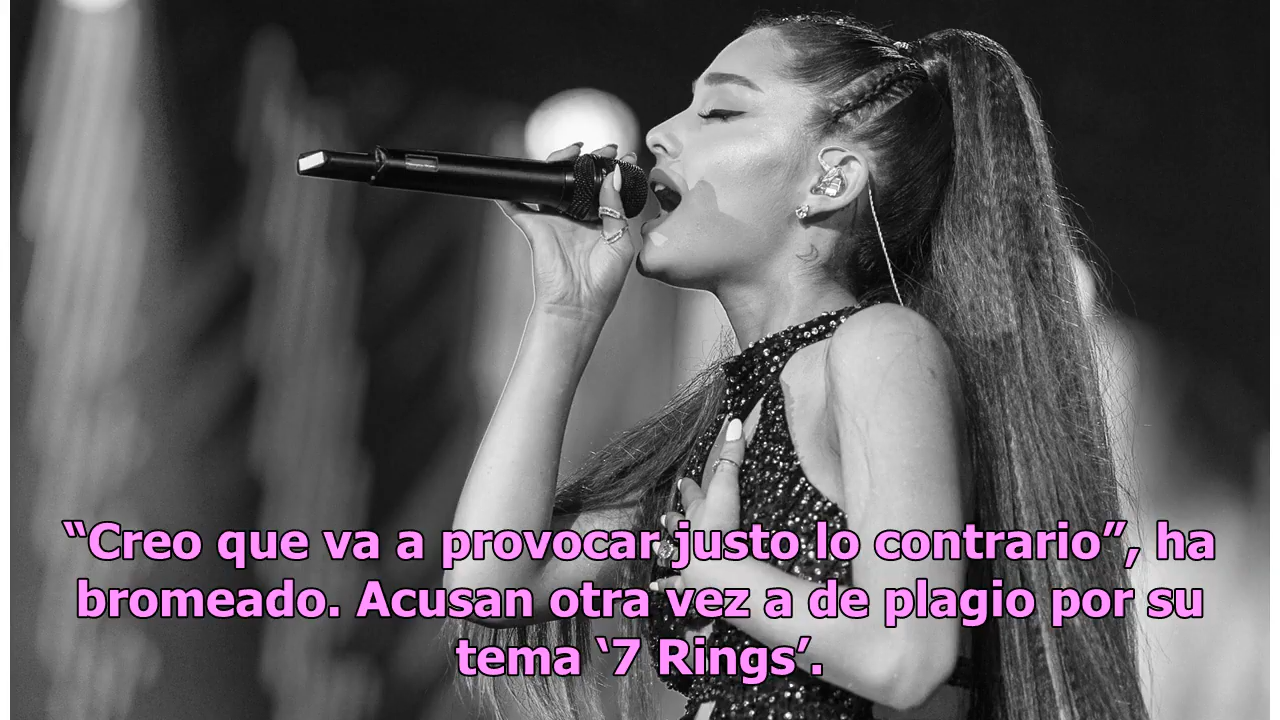 “Creo que va a provocar justo lo contrario”, ha
bromeado. Acusan otra vez a de plagio por su
tema ‘7 Rings’.